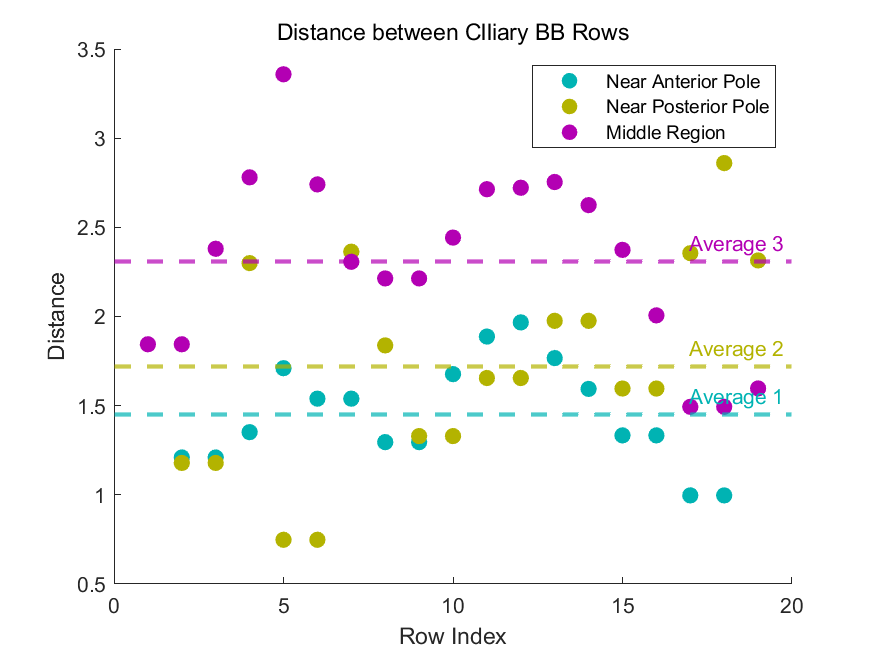 Distance between CIliary BB Rows
3.5
Near Anterior Pole
Near Posterior Pole
3
Middle Region
2.5
Average 3
2
Average 2
1.5
Average 1
1
0.5
0
5
10
15
20
Distance
Row Index